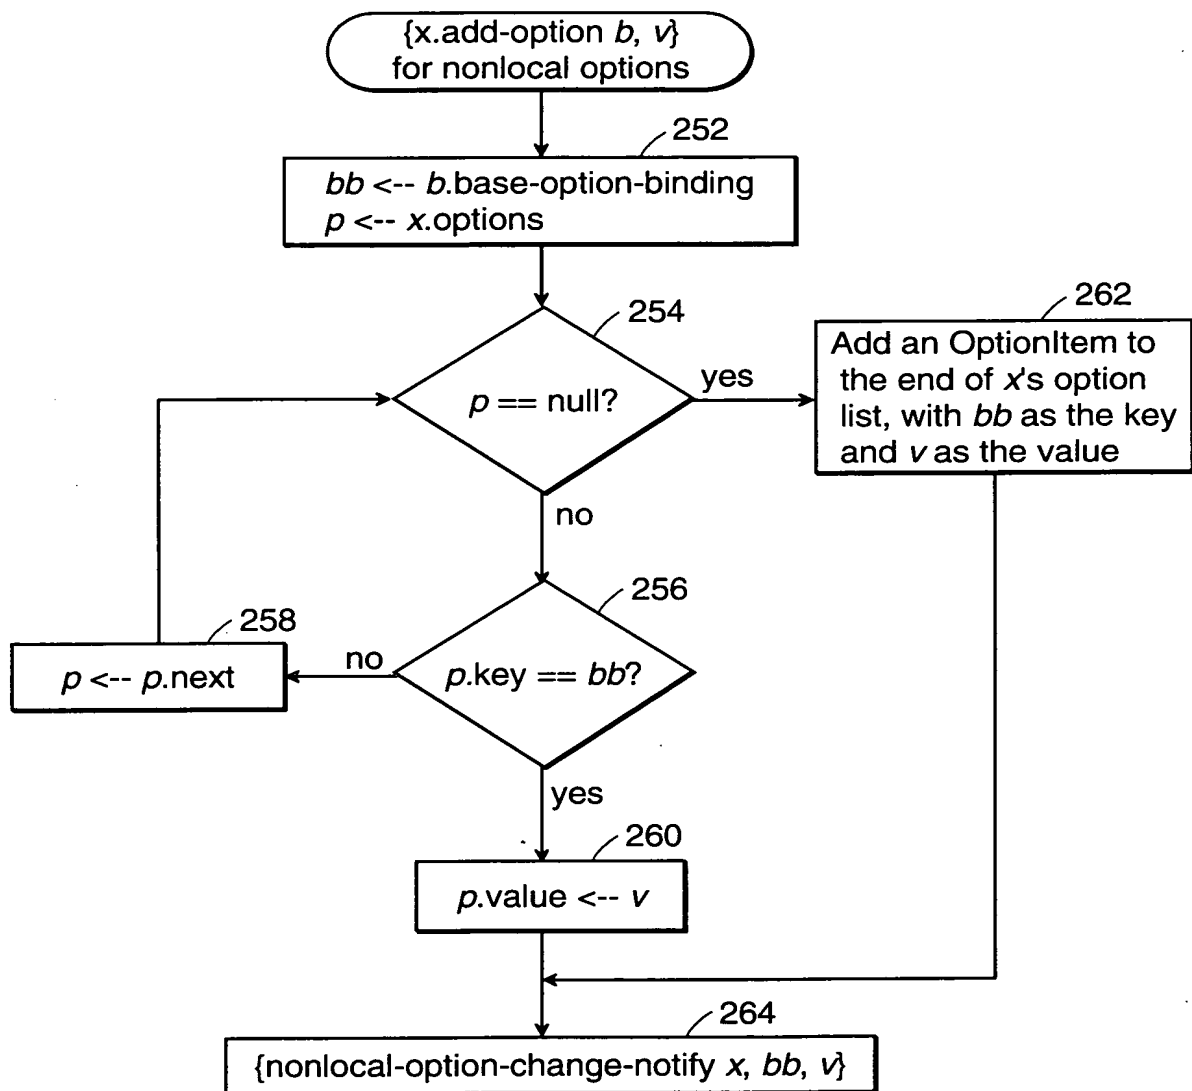 {x.add-option b, v}
for nonlocal options
252
bb <-- b.base-option-binding
p <-- x.options
254
p == null?
yes
262
Add an OptionItem to
the end of x's option
list, with bb as the key
and v as the value
no
256
p.key == bb?
no
258
p <-- p.next
yes
260
p.value <-- v
264
{nonlocal-option-change-notify x, bb, v}